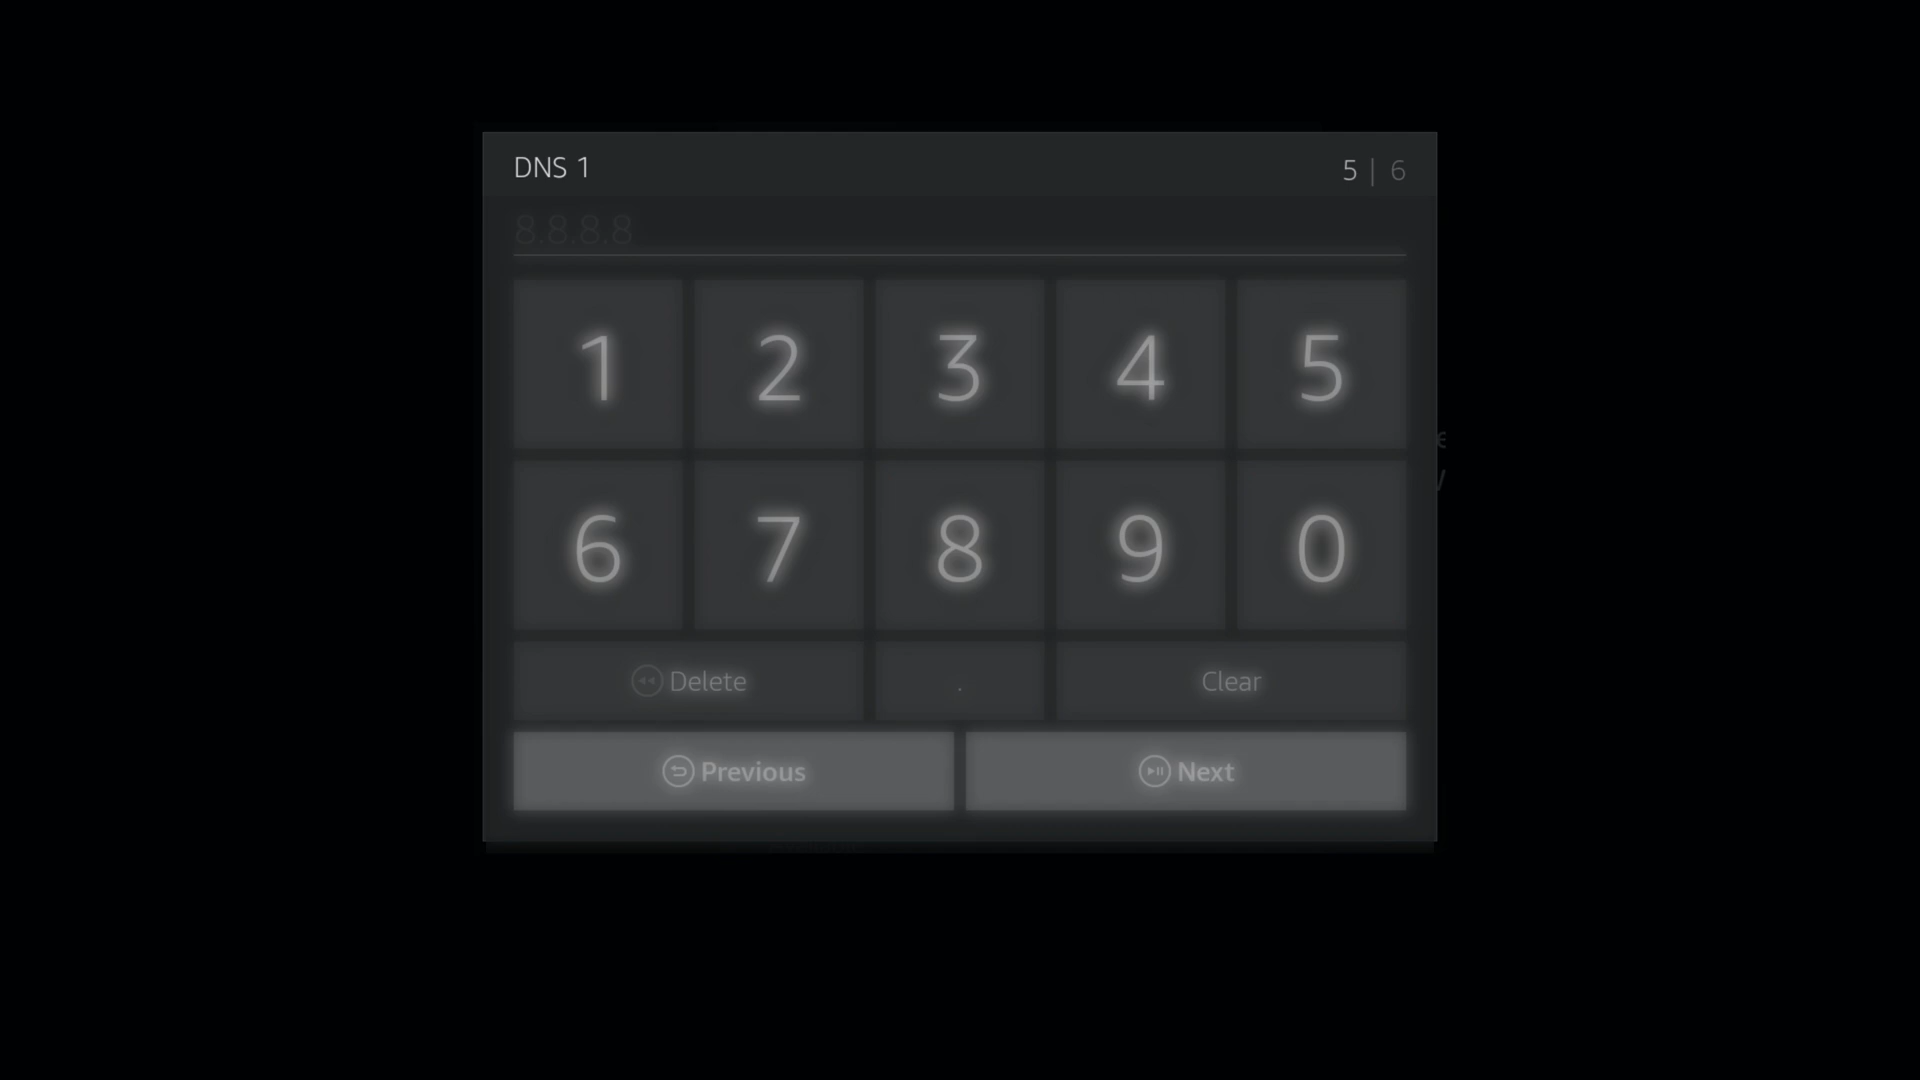 DNS 1
5 | 6
8.8.8.8
1 2 3 4 5
6 7 8 9 0
Delete . Clear
Previous Next